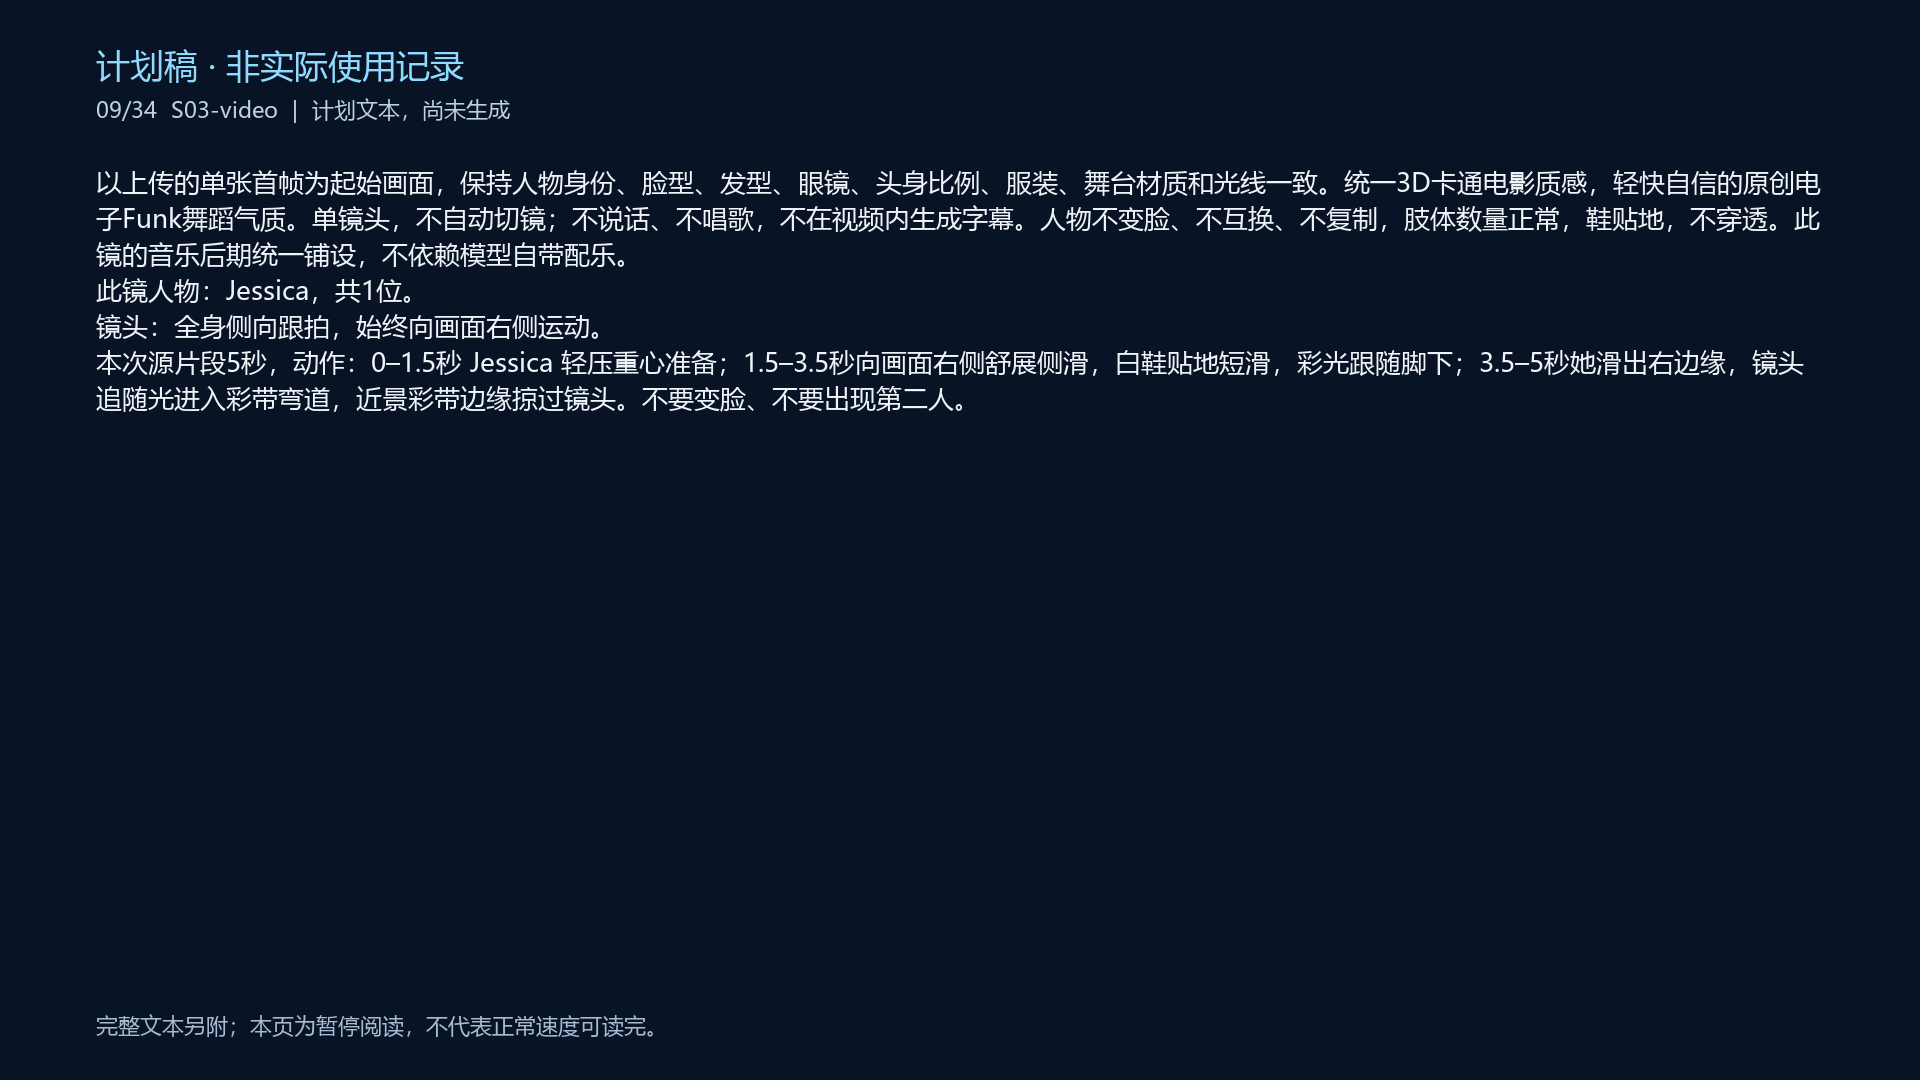 计划稿 · 非实际使用记录
09/34  S03-video  |  计划文本，尚未生成
以上传的单张首帧为起始画面，保持人物身份、脸型、发型、眼镜、头身比例、服装、舞台材质和光线一致。统一3D卡通电影质感，轻快自信的原创电
子Funk舞蹈气质。单镜头，不自动切镜；不说话、不唱歌，不在视频内生成字幕。人物不变脸、不互换、不复制，肢体数量正常，鞋贴地，不穿透。此
镜的音乐后期统一铺设，不依赖模型自带配乐。
此镜人物：Jessica，共1位。
镜头：全身侧向跟拍，始终向画面右侧运动。
本次源片段5秒，动作：0–1.5秒 Jessica 轻压重心准备；1.5–3.5秒向画面右侧舒展侧滑，白鞋贴地短滑，彩光跟随脚下；3.5–5秒她滑出右边缘，镜头
追随光进入彩带弯道，近景彩带边缘掠过镜头。不要变脸、不要出现第二人。
完整文本另附；本页为暂停阅读，不代表正常速度可读完。